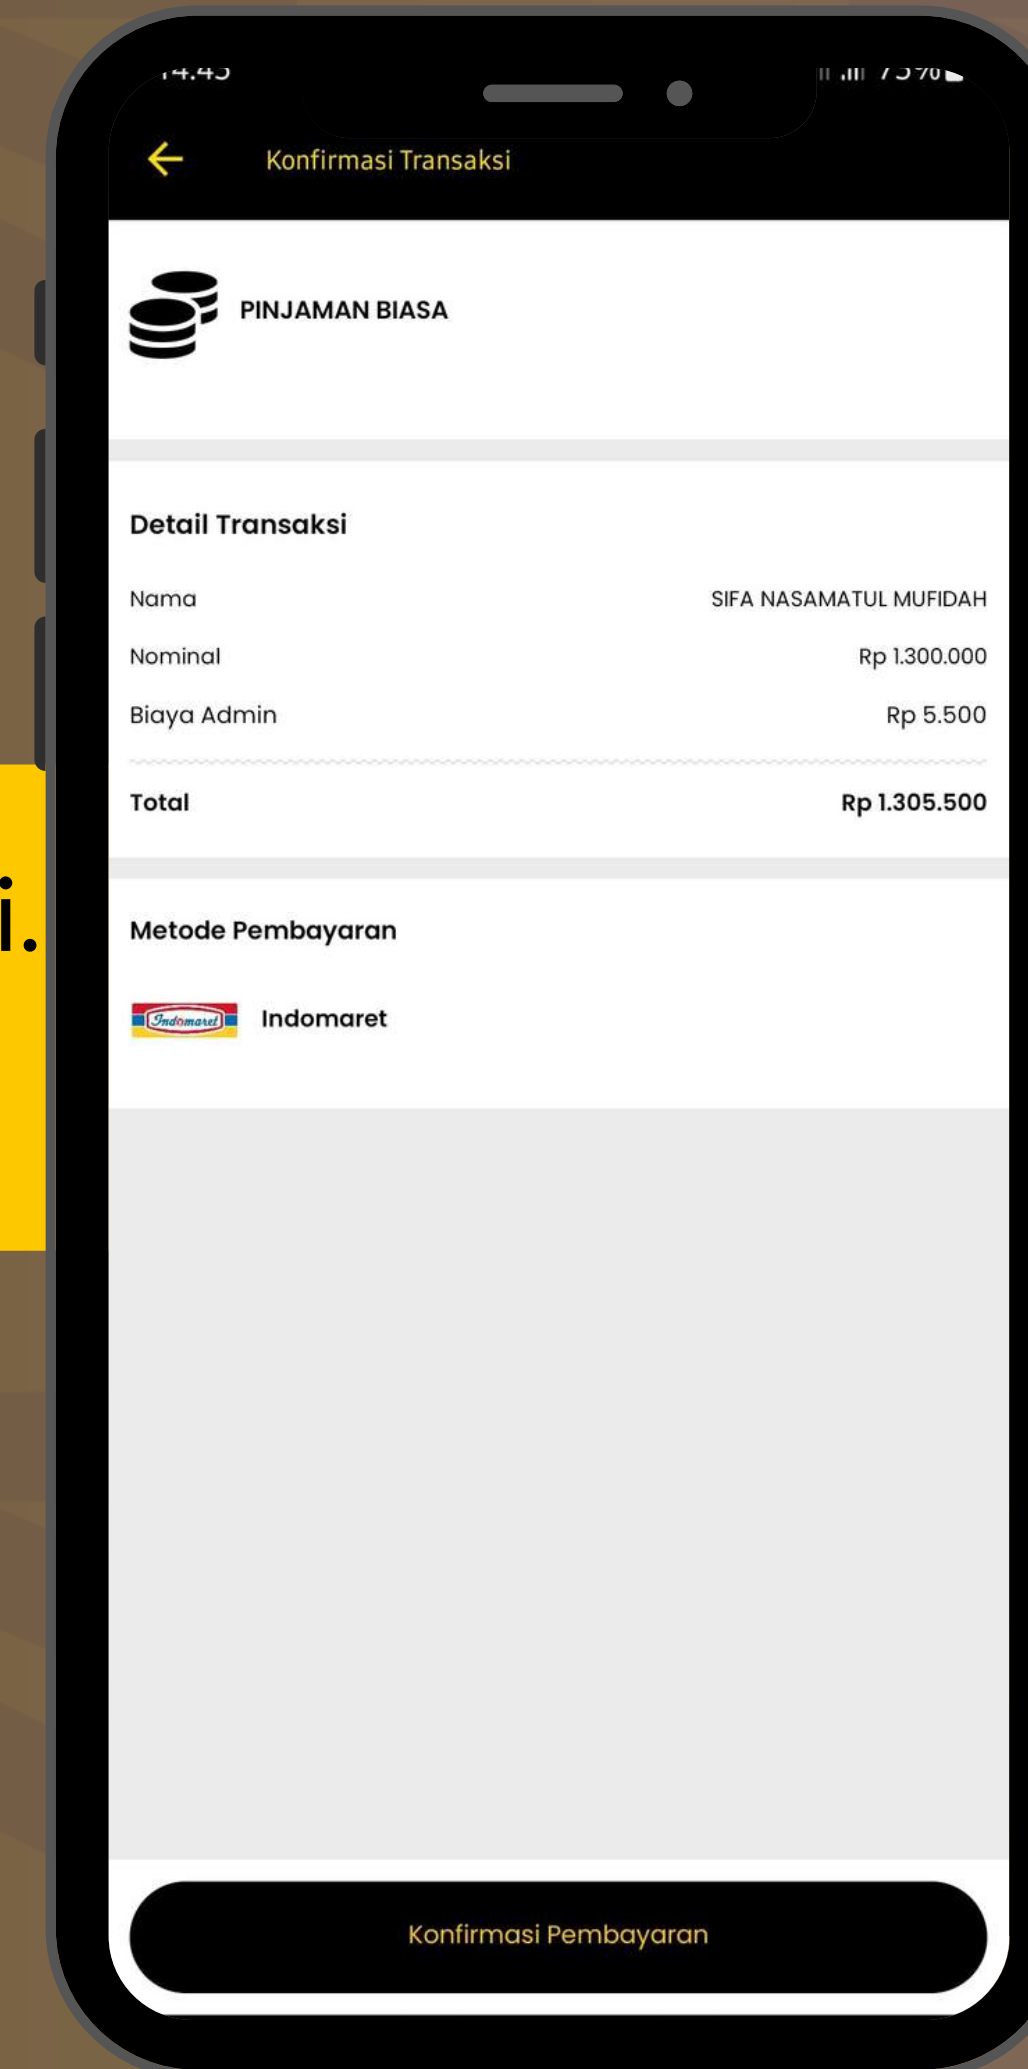 Konfirmasi Transaksi
PINJAMAN BIASA
Detail Transaksi
Nama SIFA NASAMATUL MUFIDAH
Nominal Rp 1.300.000
Biaya Admin Rp 5.500
Total Rp 1.305.500
i.
Metode Pembayaran
Indomaret Indomaret
Konfirmasi Pembayaran